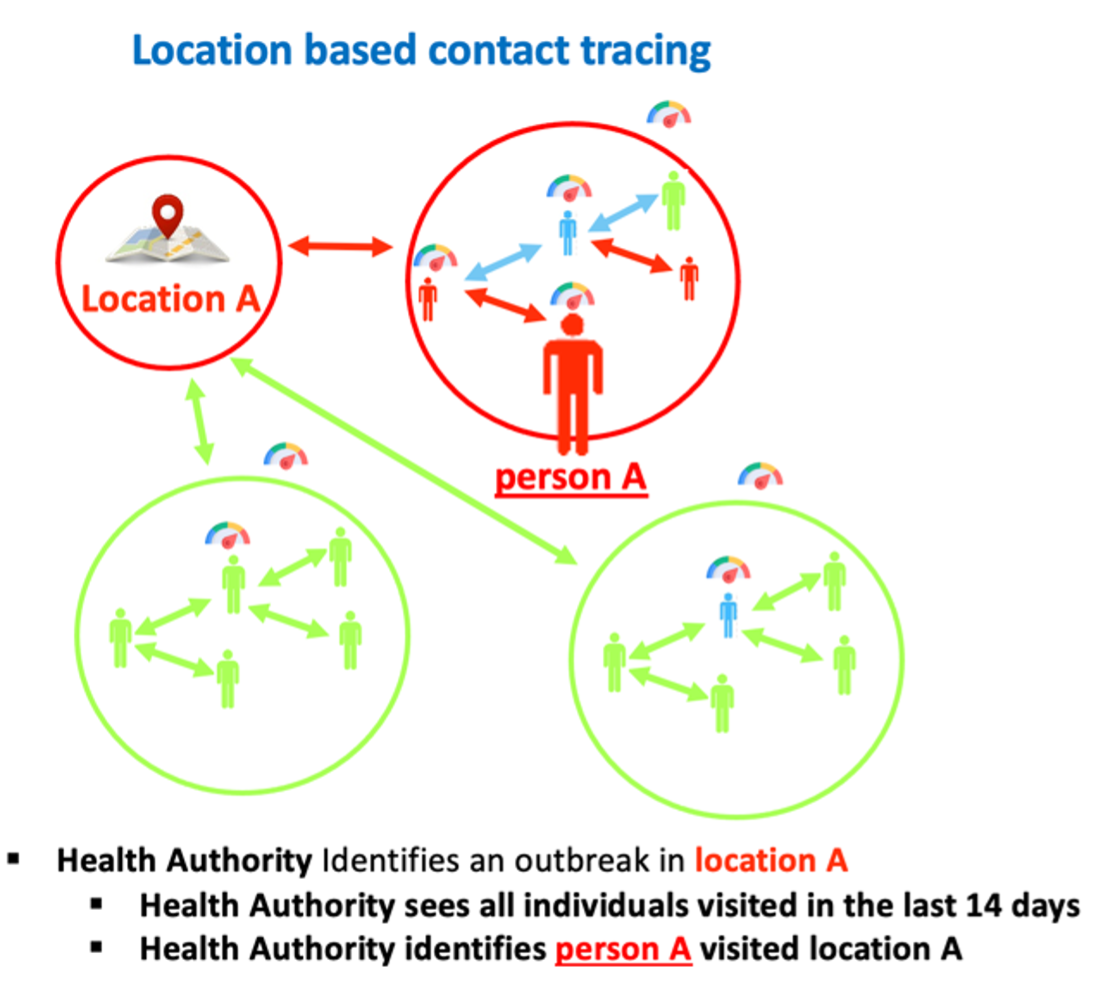 Location based contact tracing
Location A
person A
▪ Health Authority Identifies an outbreak in location A
▪ Health Authority sees all individuals visited in the last 14 days
▪ Health Authority identifies person A visited location A